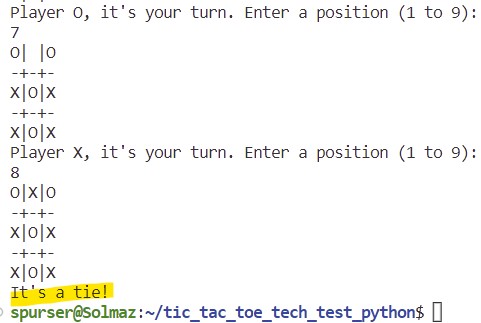 Player O, it's your turn. Enter a position (1 to 9):
7
O| |O
-+-+-
X|O|X
-+-+-
X|O|X
Player X, it's your turn. Enter a position (1 to 9):
8
O|X|O
-+-+-
X|O|X
-+-+-
X|O|X
It's a tie!
spurser@Solmaz:~/tic_tac_toe_tech_test_python$